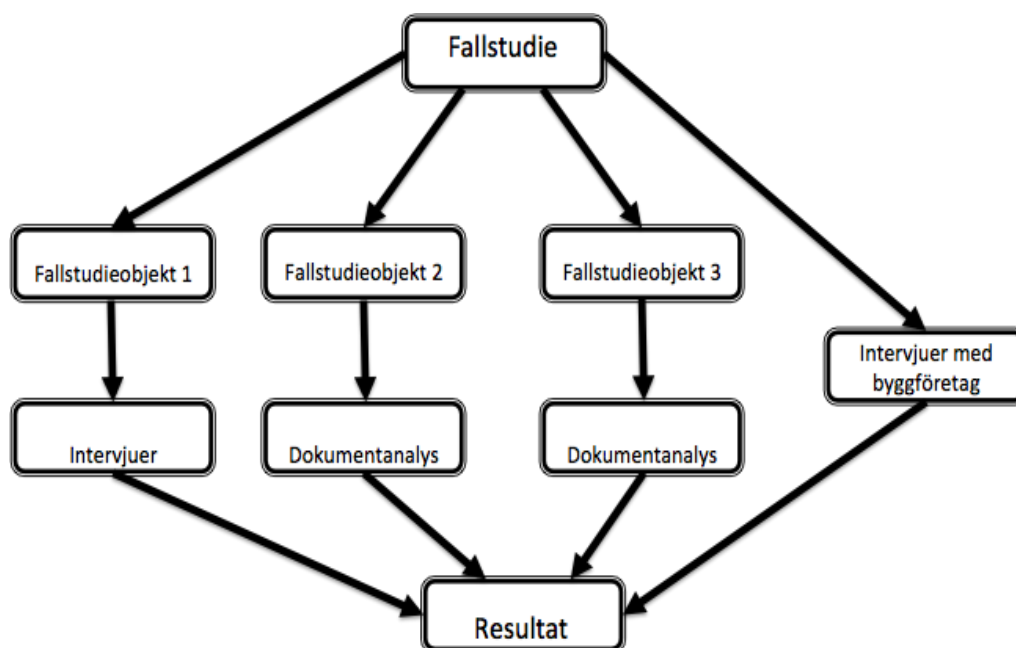 Fallstudie
Fallstudieobjekt 1
Fallstudieobjekt 2
Fallstudieobjekt 3
Intervjuer med
byggföretag
Intervjuer
Dokumentanalys
Dokumentanalys
Resultat